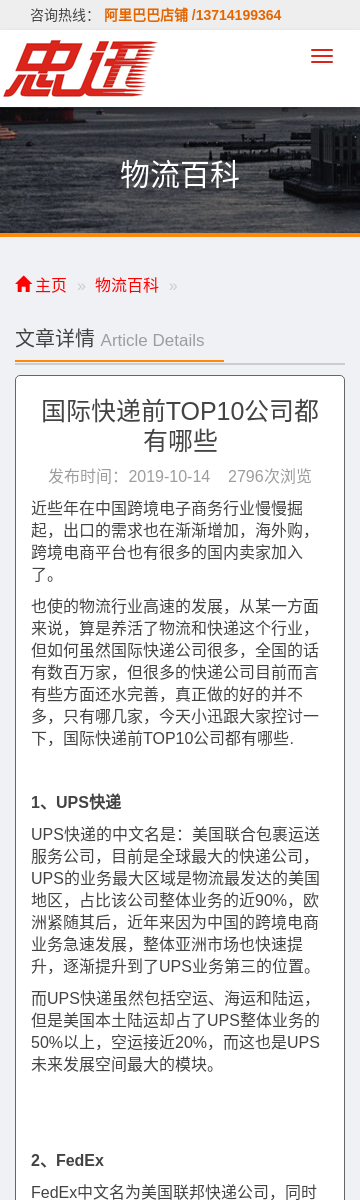 咨询热线： 阿里巴巴店铺 /13714199364
忠迅
物流百科
主页 » 物流百科 »
文章详情 Article Details
国际快递前TOP10公司都
有哪些
发布时间：2019-10-14 2796次浏览
近些年在中国跨境电子商务行业慢慢掘
起，出口的需求也在渐渐增加，海外购，
跨境电商平台也有很多的国内卖家加入
了。
也使的物流行业高速的发展，从某一方面
来说，算是养活了物流和快递这个行业，
但如何虽然国际快递公司很多，全国的话
有数百万家，但很多的快递公司目前而言
有些方面还水完善，真正做的好的并不
多，只有哪几家，今天小迅跟大家控讨一
下，国际快递前TOP10公司都有哪些.
1、UPS快递
UPS快递的中文名是：美国联合包裹运送
服务公司，目前是全球最大的快递公司，
UPS的业务最大区域是物流最发达的美国
地区，占比该公司整体业务的近90%，欧
洲紧随其后，近年来因为中国的跨境电商
业务急速发展，整体亚洲市场也快速提
升，逐渐提升到了UPS业务第三的位置。
而UPS快递虽然包括空运、海运和陆运，
但是美国本土陆运却占了UPS整体业务的
50%以上，空运接近20%，而这也是UPS
未来发展空间最大的模块。
2、FedEx
FedEx中文名为美国联邦快递公司，同时